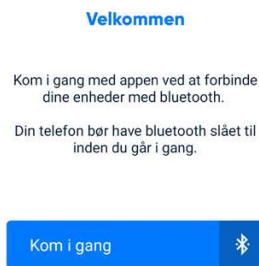 Velkommen
Kom i gang med appen ved at forbinde
dine enheder med bluetooth.
Din telefon bør have bluetooth slået til
inden du går i gang.
Kom i gang